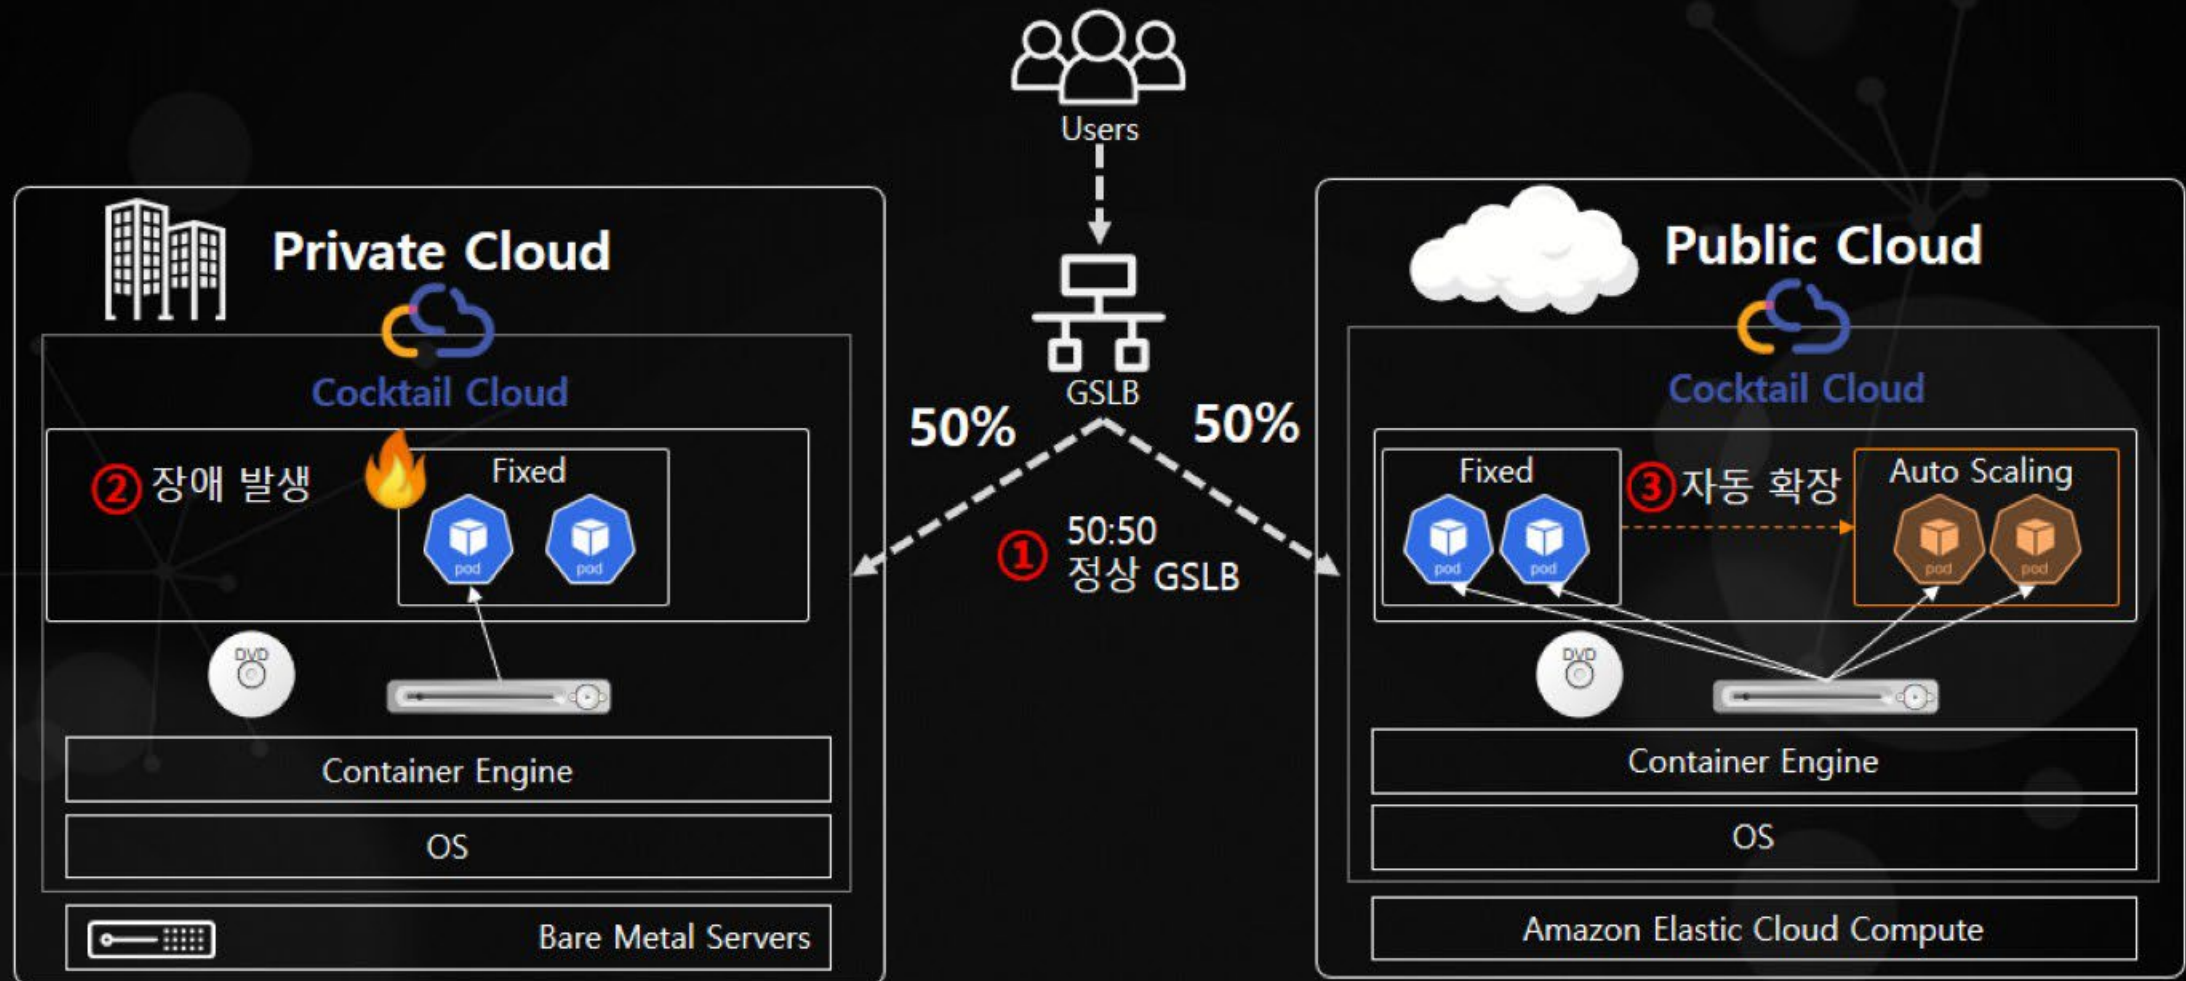 Users
GSLB
50%
50%
①
50:50
정상 GSLB
Private Cloud
Cocktail Cloud
② 장애 발생
Fixed
pod
pod
DVD
Container Engine
OS
Bare Metal Servers
Public Cloud
Cocktail Cloud
Fixed
③ 자동 확장
Auto Scaling
pod
pod
pod
pod
DVD
Container Engine
OS
Amazon Elastic Cloud Compute